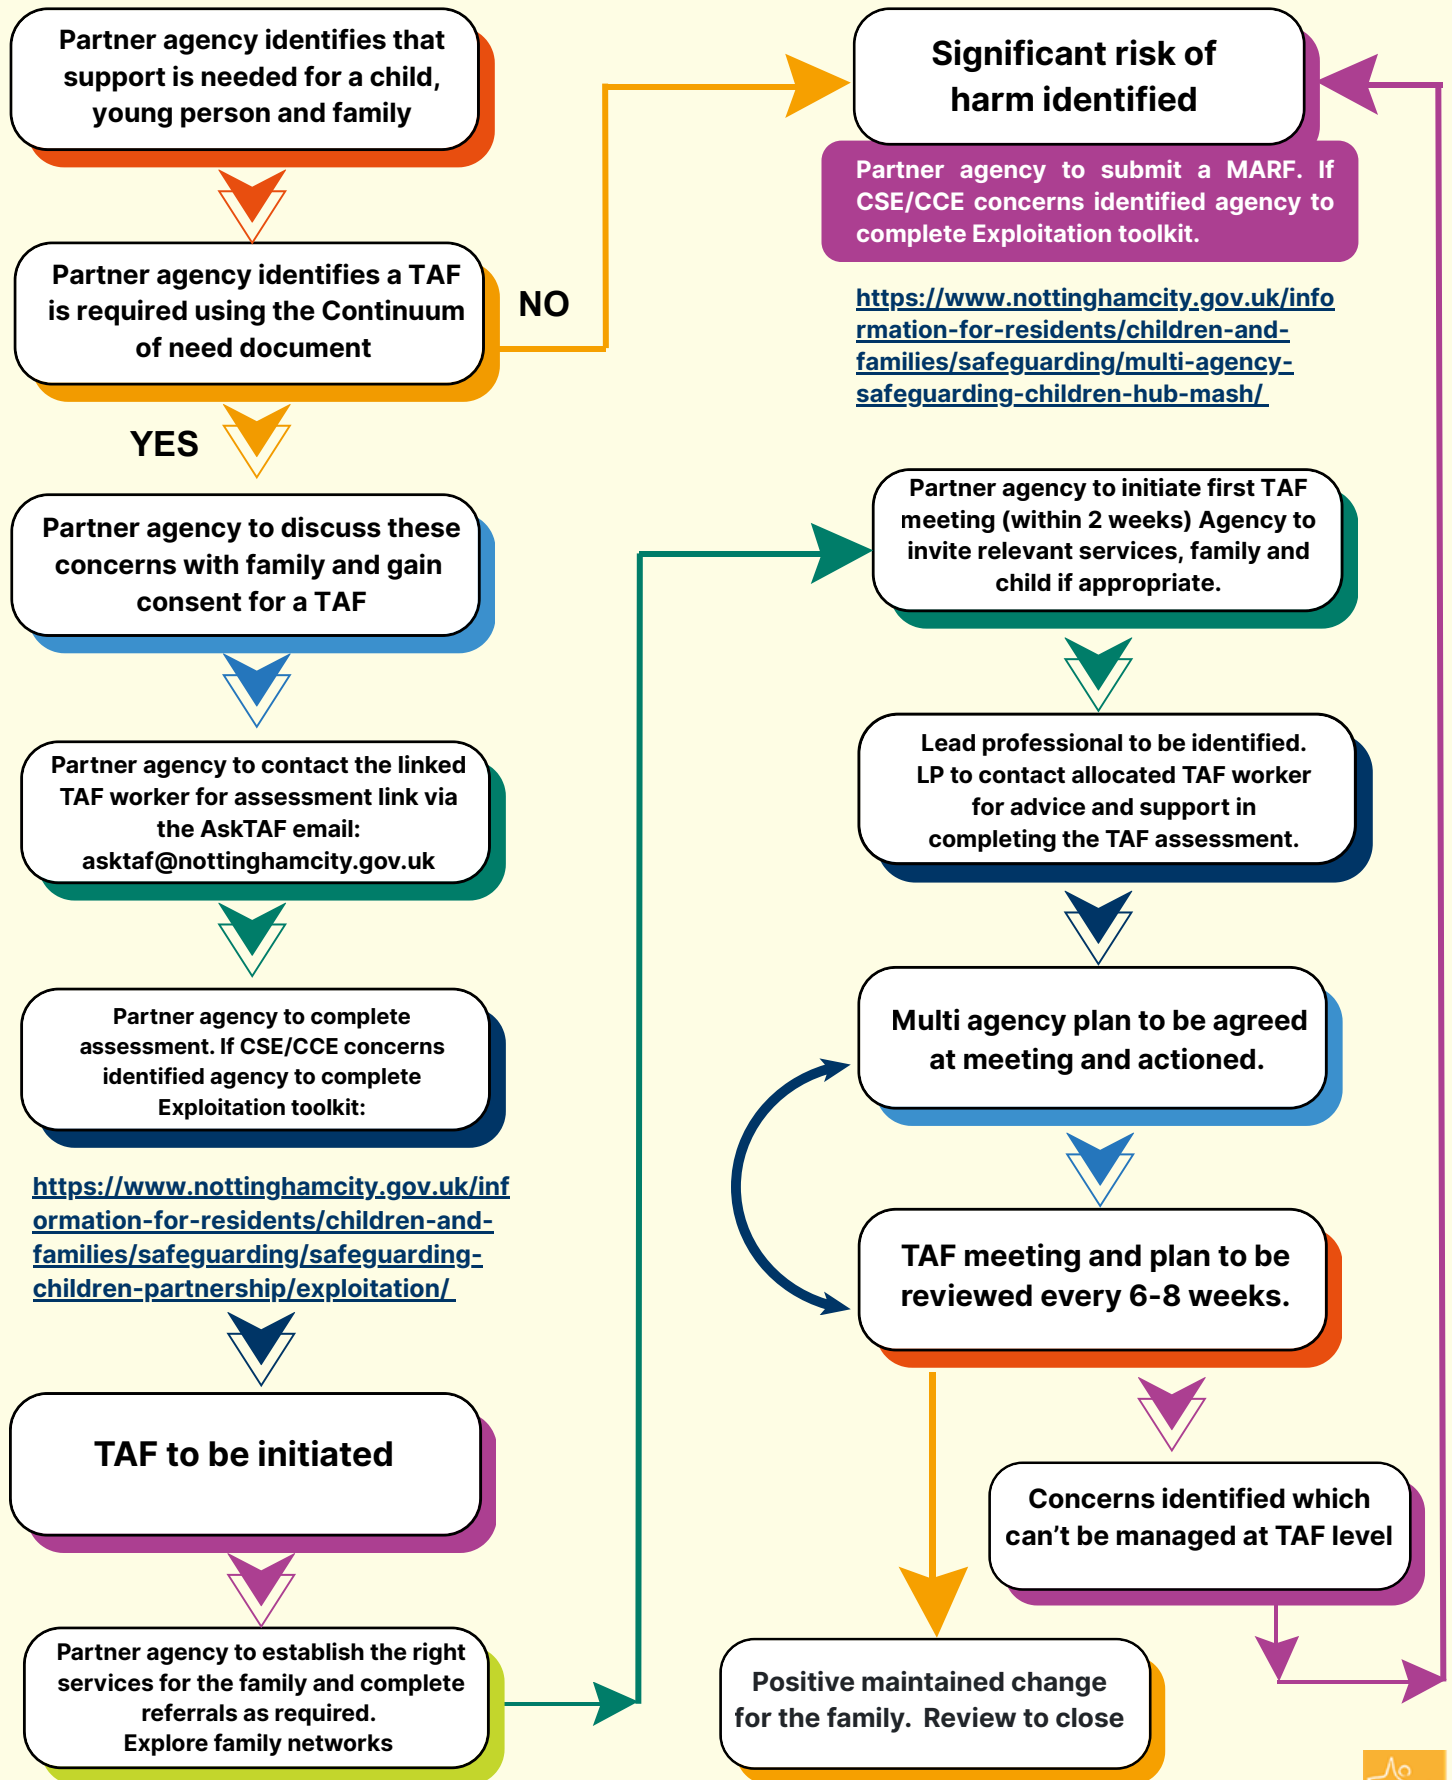 Partner agency identifies that
support is needed for a child,
young person and family
Partner agency identifies a TAF
is required using the Continuum
of need document
NO
YES
Partner agency to discuss these
concerns with family and gain
consent for a TAF
Partner agency to contact the linked
TAF worker for assessment link via
the AskTAF email:
asktaf@nottinghamcity.gov.uk
Partner agency to complete
assessment. If CSE/CCE concerns
identified agency to complete
Exploitation toolkit:
https://www.nottinghamcity.gov.uk/inf
ormation-for-residents/children-and-
families/safeguarding/safeguarding-
children-partnership/exploitation/
TAF to be initiated
Partner agency to establish the right
services for the family and complete
referrals as required.
Explore family networks
Significant risk of
harm identified
Partner agency to submit a MARF. If
CSE/CCE concerns identified agency to
complete Exploitation toolkit.
https://www.nottinghamcity.gov.uk/info
rmation-for-residents/children-and-
families/safeguarding/multi-agency-
safeguarding-children-hub-mash/
Partner agency to initiate first TAF
meeting (within 2 weeks) Agency to
invite relevant services, family and
child if appropriate.
Lead professional to be identified.
LP to contact allocated TAF worker
for advice and support in
completing the TAF assessment.
Multi agency plan to be agreed
at meeting and actioned.
TAF meeting and plan to be
reviewed every 6-8 weeks.
Concerns identified which
can’t be managed at TAF level
Positive maintained change
for the family. Review to close